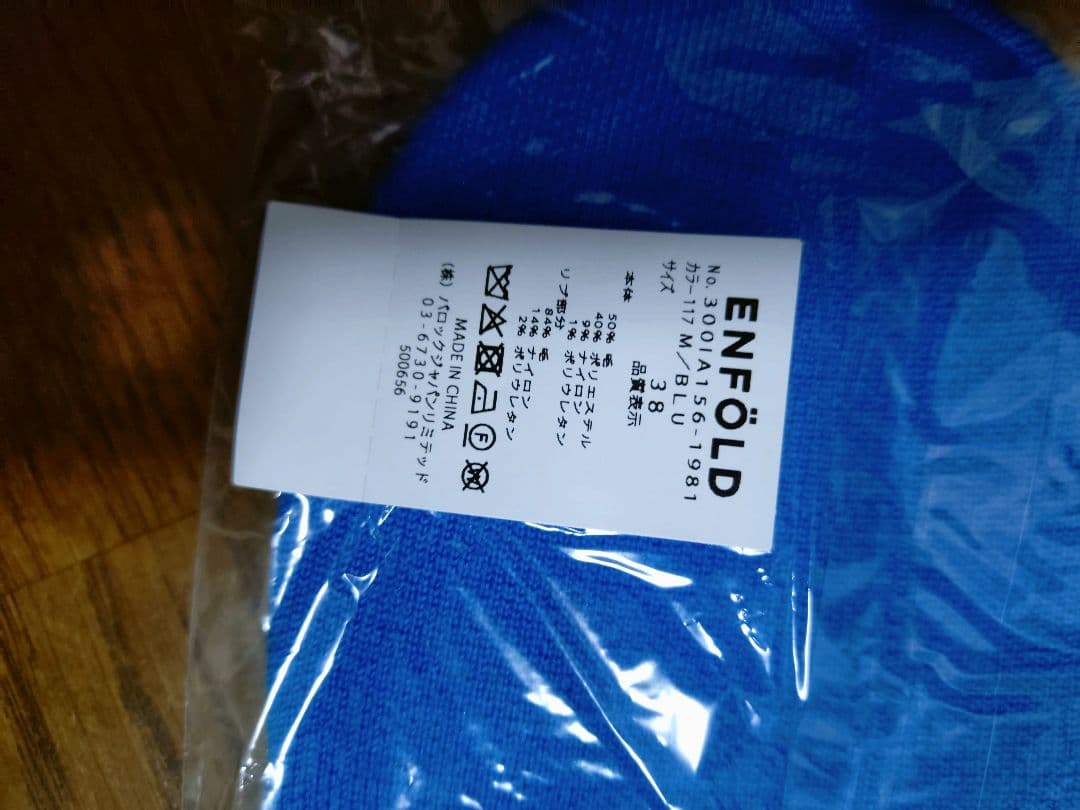 ENFÖLD
No. 300IA156-1981
カラー117 M/BLU
サイズ 38
品質表示
本体
50% 毛
40% ポリエステル
9% ナイロン
1% ポリウレタン
リブ部分
84% 毛
14% ナイロン
2% ポリウレタン
F
W
MADE IN CHINA
(株) バロックジャパンリミテッド
03-6730-9191
500656